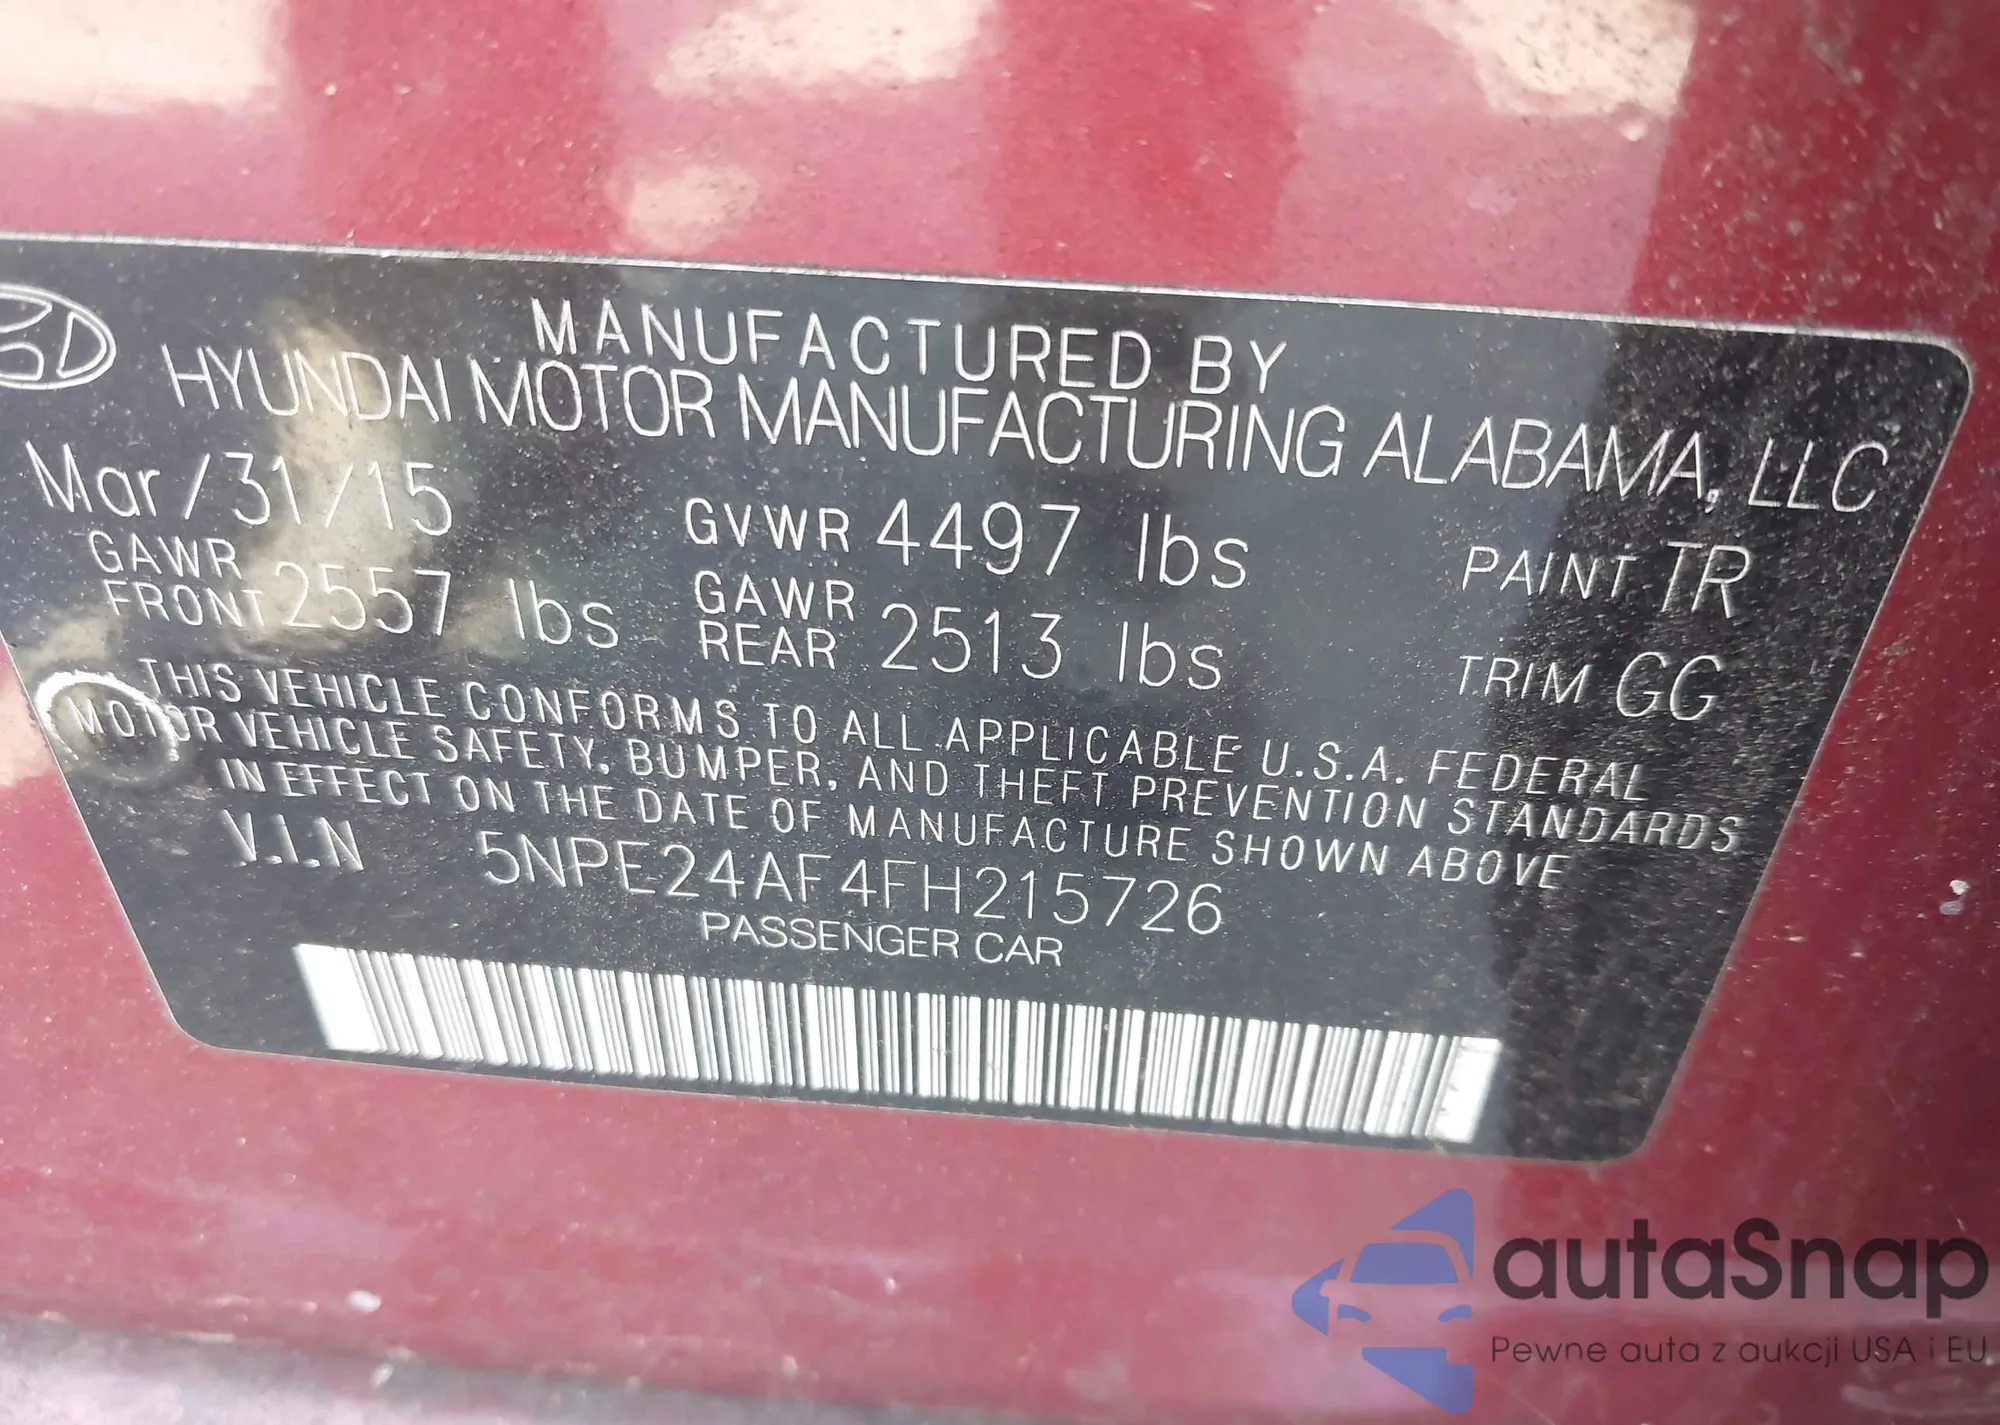 MANUFACTURED BY
HYUNDAI MOTOR MANUFACTURING ALABAMA, LLC
Mar/31/15 GVWR 4497 lbs PAINT TR
GAWR FRONT 2557 lbs GAWR REAR 2513 lbs TRIM GG
THIS VEHICLE CONFORMS TO ALL APPLICABLE U.S.A. FEDERAL
MOTOR VEHICLE SAFETY, BUMPER, AND THEFT PREVENTION STANDARDS
IN EFFECT ON THE DATE OF MANUFACTURE SHOWN ABOVE
V.I.N 5NPE24AF4FH215726
PASSENGER CAR
autaSnap
Pewne auta z aukcji USA i EU